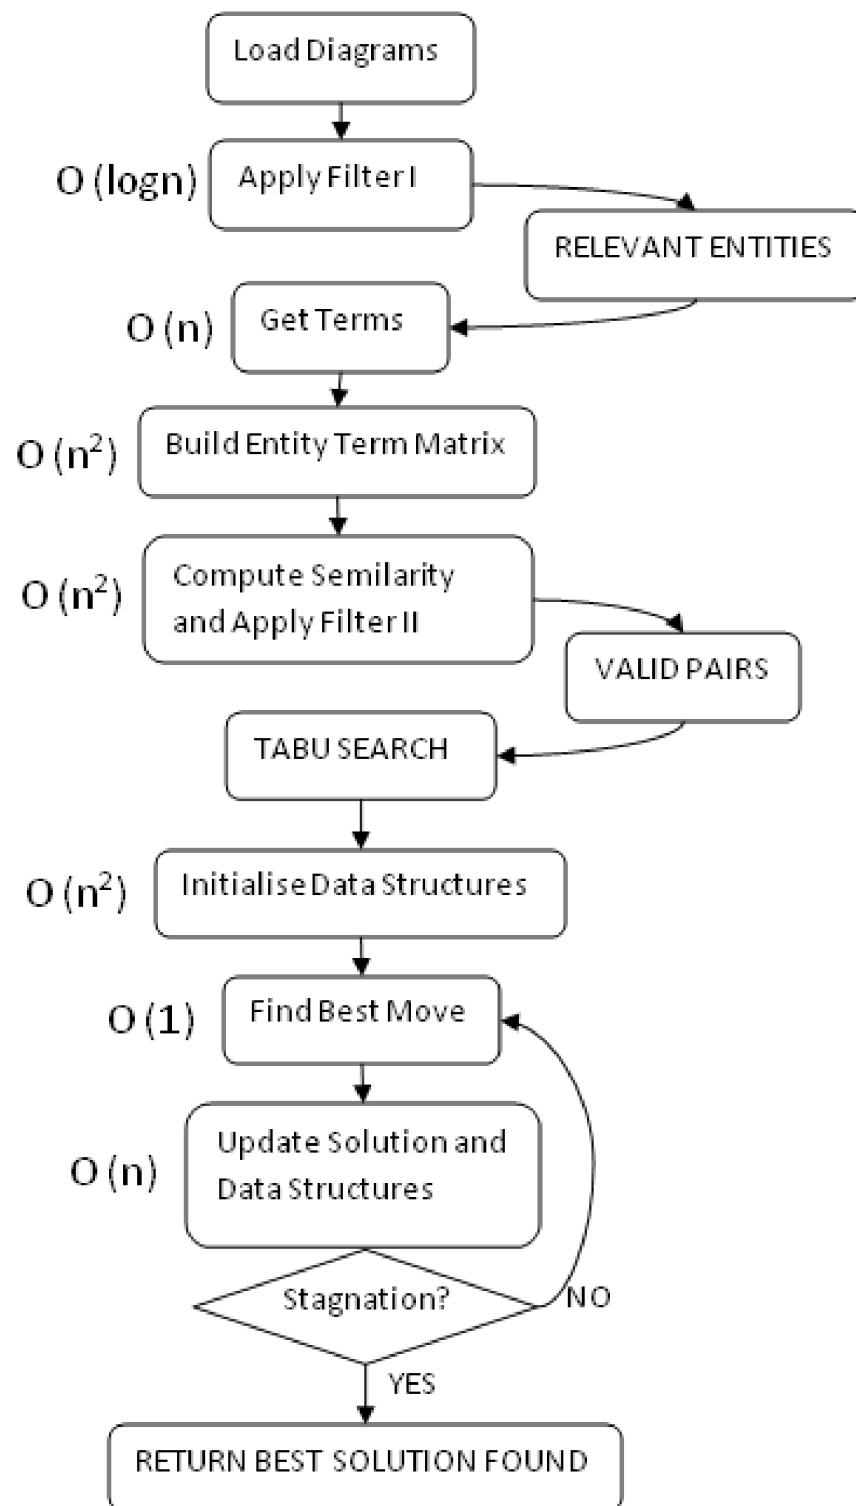 Load Diagrams
O (logn)
Apply Filter I
RELEVANT ENTITIES
O (n)
Get Terms
O (n²)
Build Entity Term Matrix
O (n²)
Compute Semilarity
and Apply Filter II
VALID PAIRS
TABU SEARCH
O (n²)
Initialise Data Structures
O (1)
Find Best Move
O (n)
Update Solution and
Data Structures
Stagnation?
NO
YES
RETURN BEST SOLUTION FOUND